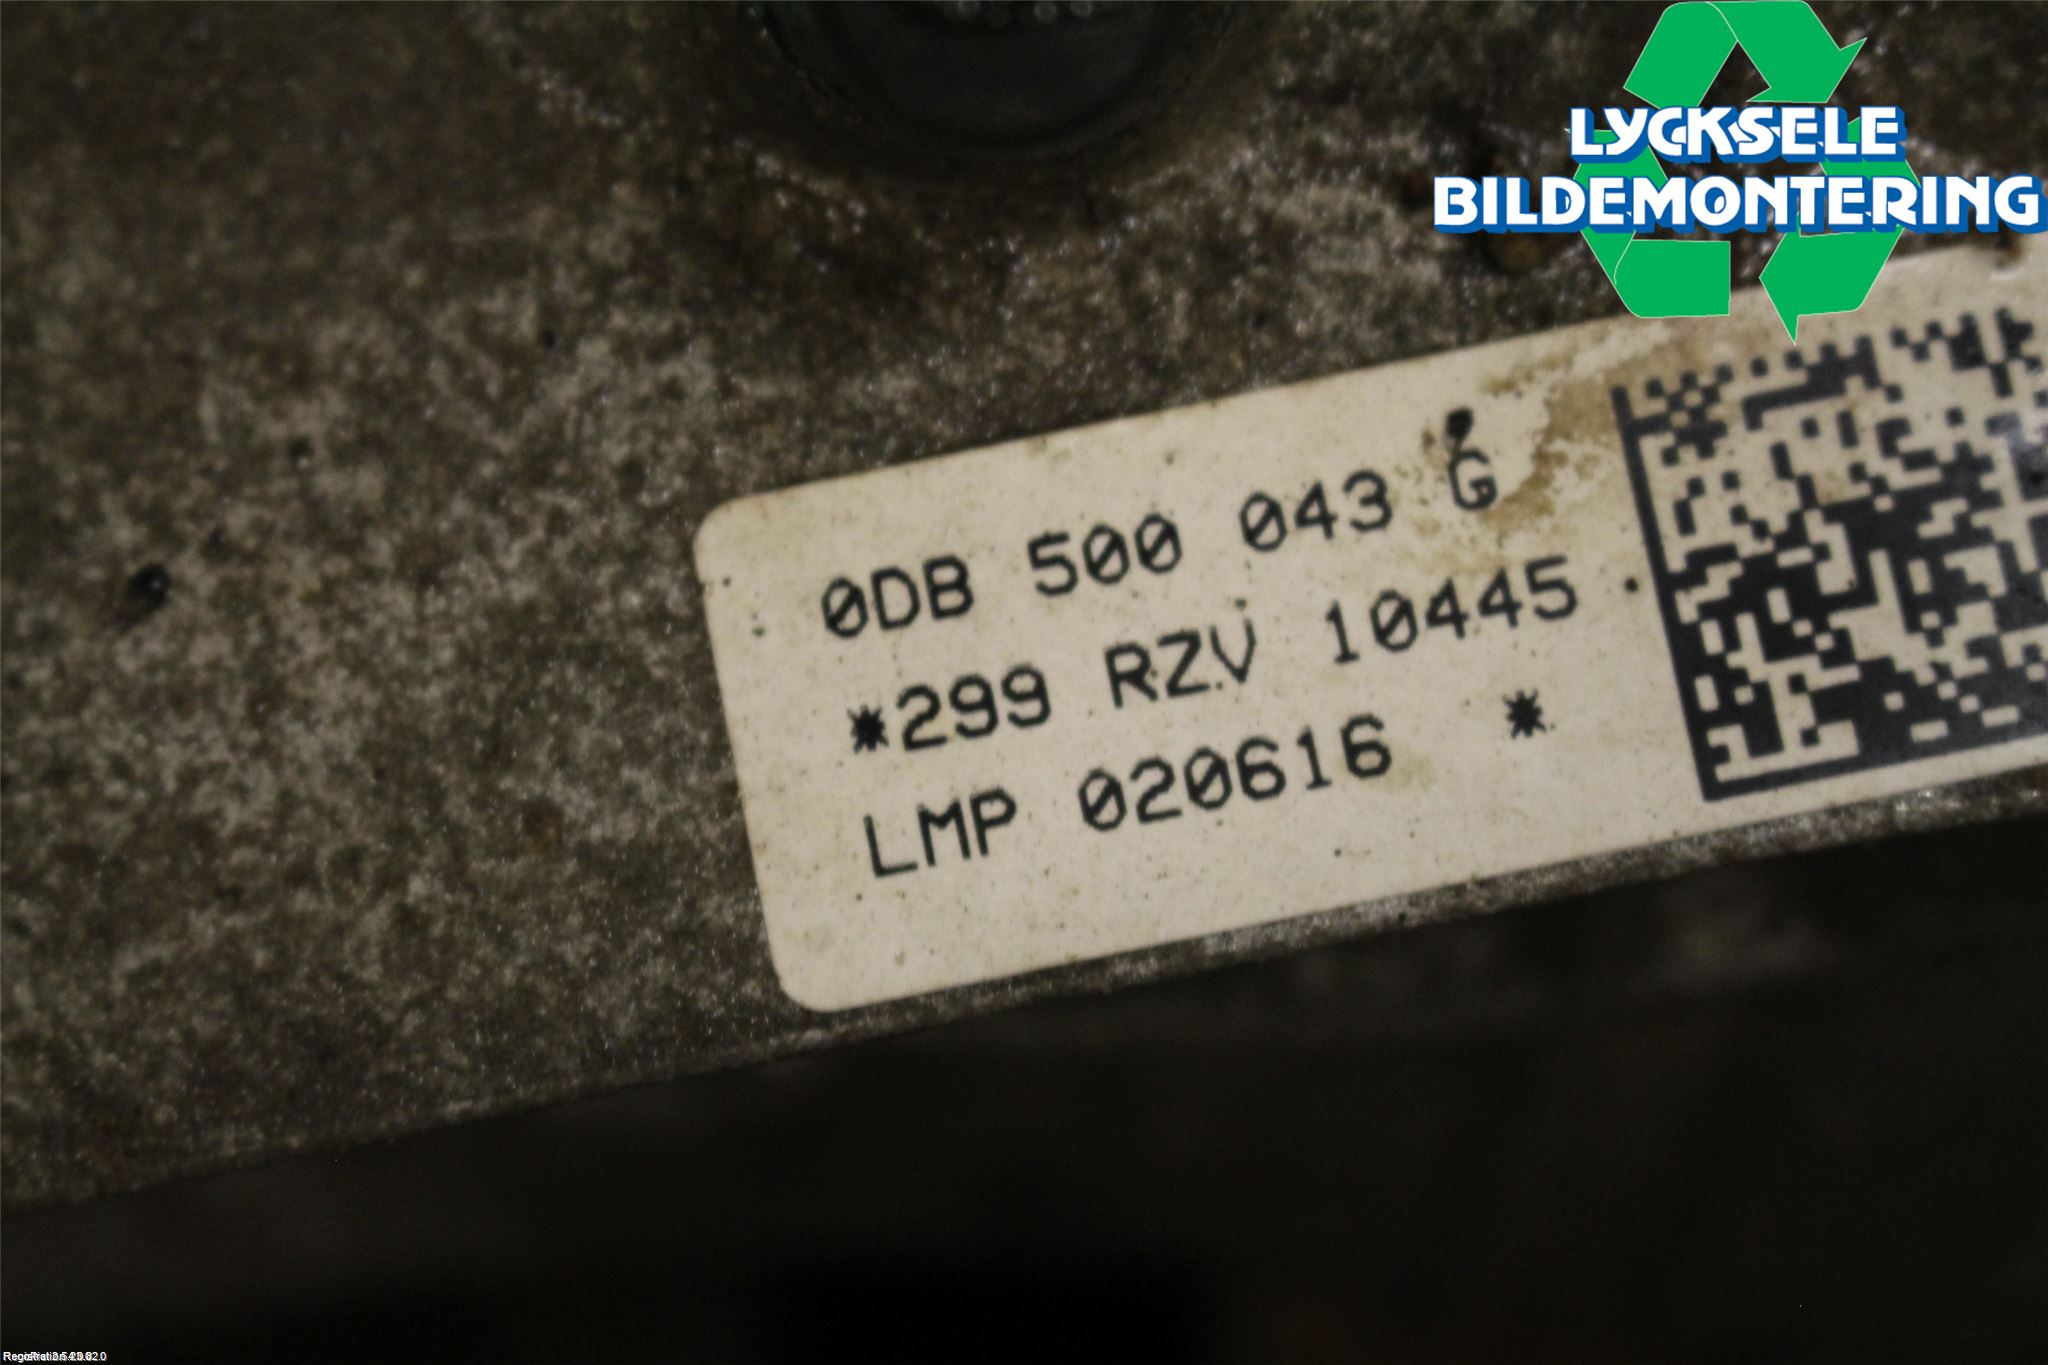 LYCKSELE
BILDEMONTERING
0DB 500 043 G
*299 RZV 10445
LMP 020616 *